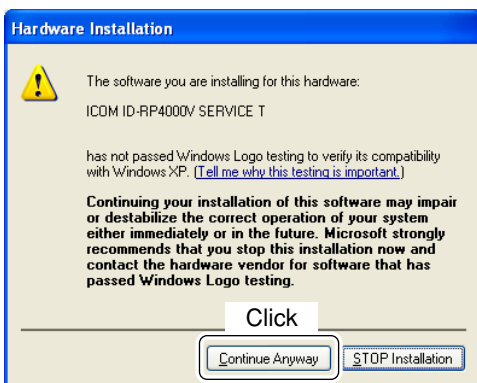 Hardware Installation
The software you are installing for this hardware:
ICOM ID-RP4000V SERVICE T
has not passed Windows Logo testing to verify its compatibility
with Windows XP. (Tell me why this testing is important.)
Continuing your installation of this software may impair
or destabilize the correct operation of your system
either immediately or in the future. Microsoft strongly
recommends that you stop this installation now and
contact the hardware vendor for software that has
passed Windows Logo testing.
Click
Continue Anyway STOP Installation